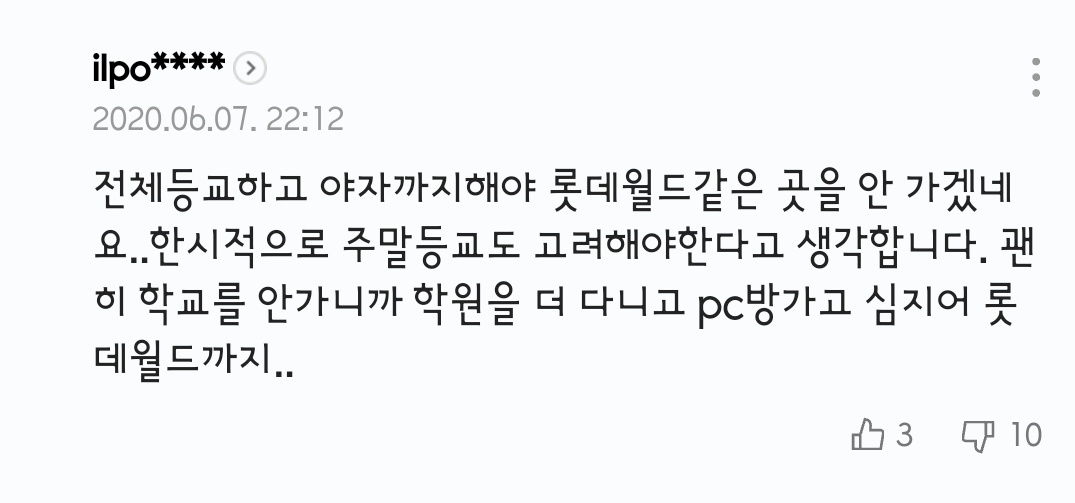 ilpo****
2020.06.07. 22:12
전체등교하고 야자까지해야 롯데월드같은 곳을 안 가겠네
요..한시적으로 주말등교도 고려해야한다고 생각합니다. 괜
히 학교를 안가니까 학원을 더 다니고 pc방가고 심지어 롯
데월드까지..
3 10